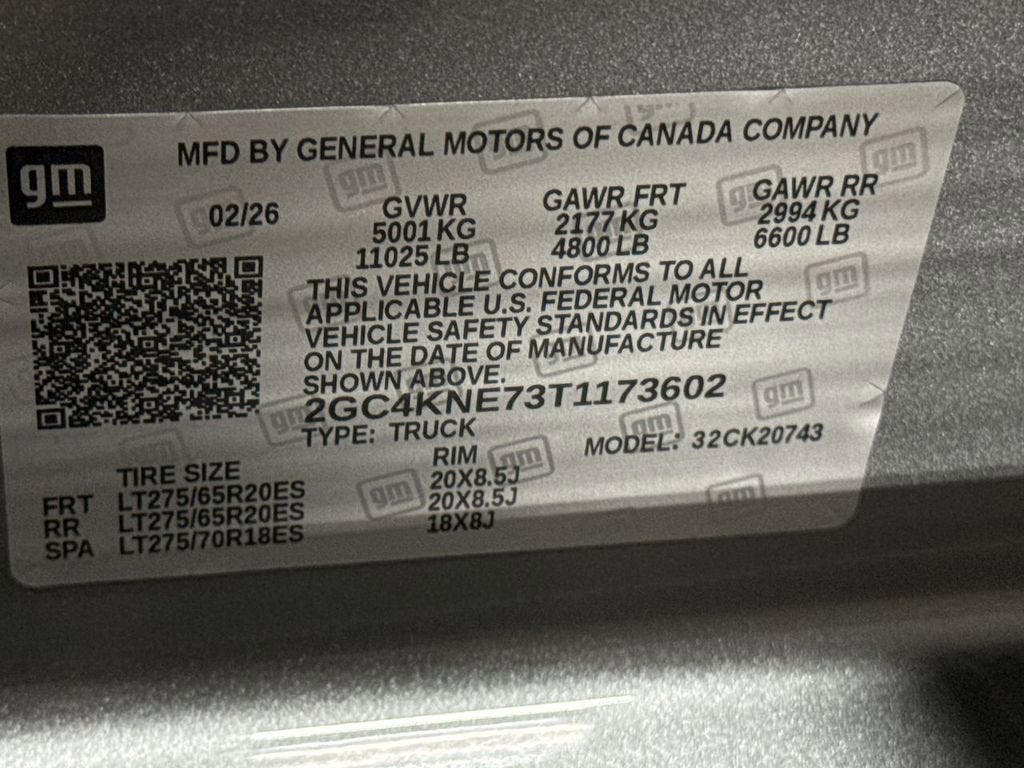 gm
MFD BY GENERAL MOTORS OF CANADA COMPANY
02/26
GVWR
5001 KG
11025 LB
GAWR FRT
2177 KG
4800 LB
GAWR RR
2994 KG
6600 LB
THIS VEHICLE CONFORMS TO ALL
APPLICABLE U.S. FEDERAL MOTOR
VEHICLE SAFETY STANDARDS IN EFFECT
ON THE DATE OF MANUFACTURE
SHOWN ABOVE.
2GC4KNE73T1173602
TYPE: TRUCK
MODEL: 32CK20743
TIRE SIZE RIM
FRT LT275/65R20ES 20X8.5J
RR LT275/65R20ES 20X8.5J
SPA LT275/70R18ES 18X8J